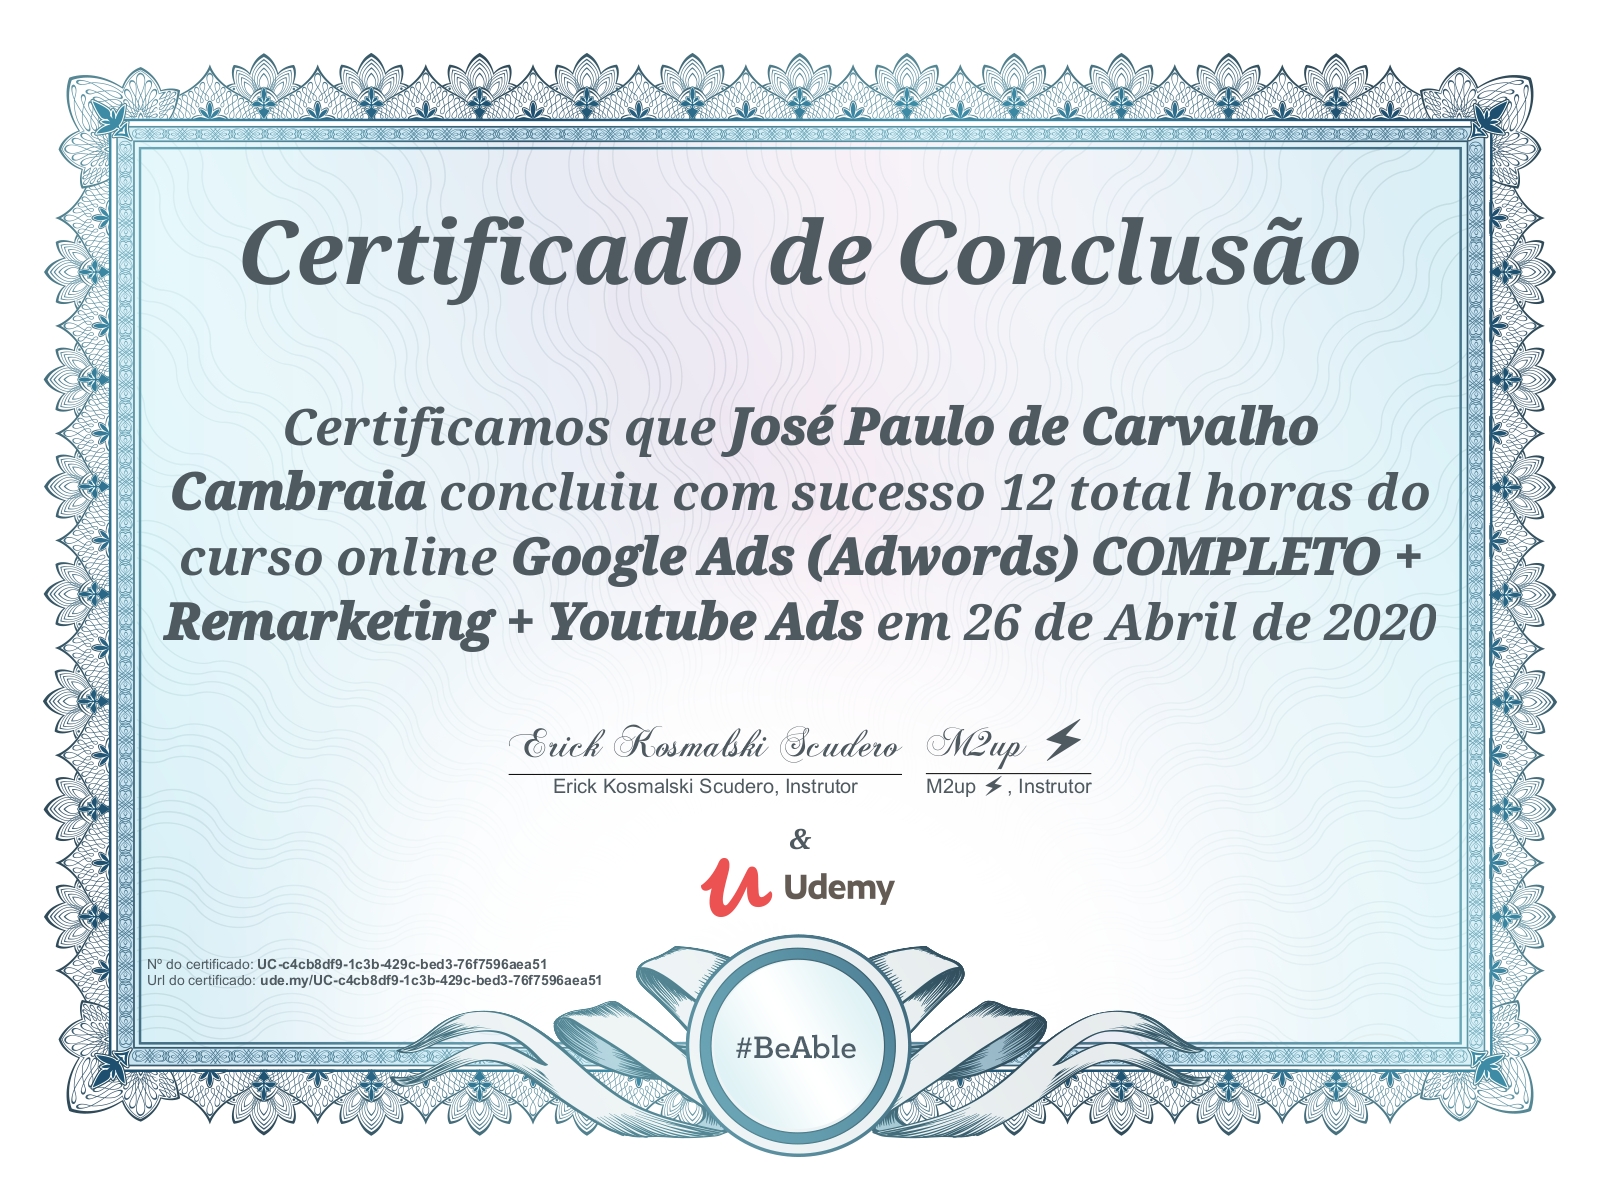 Certificado de Conclusão
Certificamos que José Paulo de Carvalho
Cambraia concluiu com sucesso 12 total horas do
curso online Google Ads (Adwords) COMPLETO +
Remarketing + Youtube Ads em 26 de Abril de 2020
Erick Kosmalski Scudero M2up ⚡
Erick Kosmalski Scudero, Instrutor M2up ⚡, Instrutor
&
Udemy
Nº do certificado: UC-c4cb8df9-1c3b-429c-bed3-76f7596aea51
Url do certificado: ude.my/UC-c4cb8df9-1c3b-429c-bed3-76f7596aea51
#BeAble